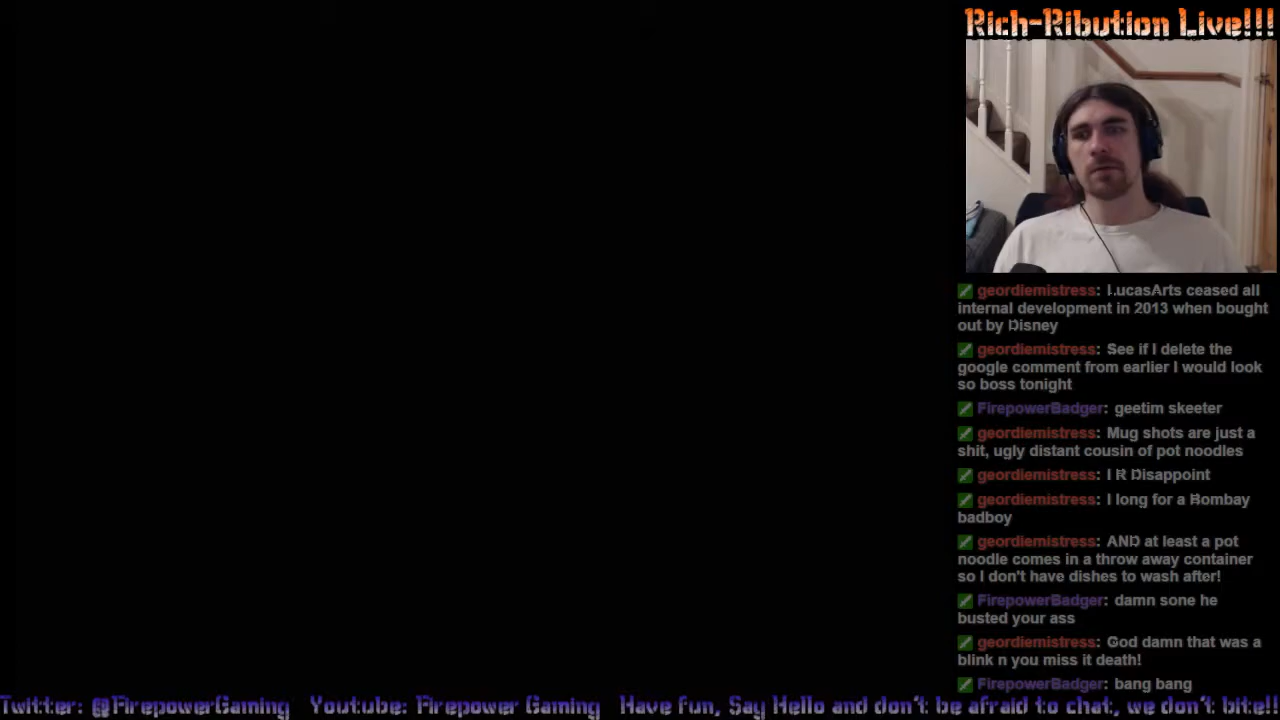 Rich-Ribution Live!!!
geordiemistress: LucasArts ceased all
internal development in 2013 when bought
out by Disney
geordiemistress: See if I delete the
google comment from earlier I would look
so boss tonight
FirepowerBadger: geetim skeeter
geordiemistress: Mug shots are just a
shit, ugly distant cousin of pot noodles
geordiemistress: I R Disappoint
geordiemistress: I long for a Bombay
badboy
geordiemistress: AND at least a pot
noodle comes in a throw away container
so I don't have dishes to wash after!
FirepowerBadger: damn sone he
busted your ass
geordiemistress: God damn that was a
blink n you miss it death!
FirepowerBadger: bang bang
Twitter: @FirepowerGaming Youtube: Firepower Gaming Have fun, Say Hello and don't be afraid to chat, we don't bite!!